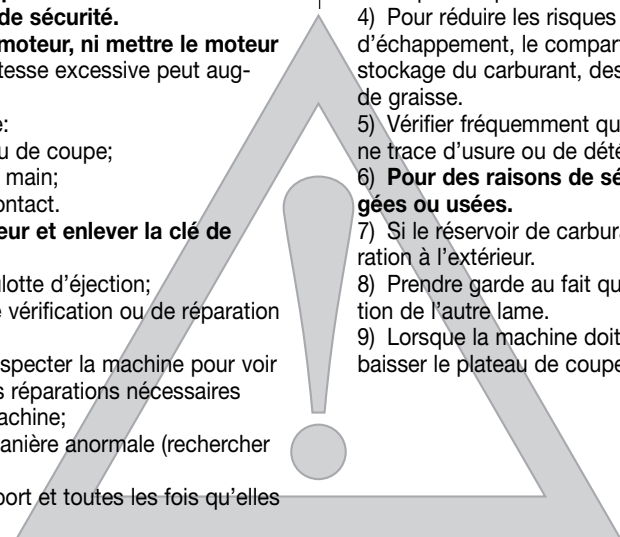 de sécurité.
moteur, ni mettre le moteur
tesse excessive peut aug-
e:
u de coupe;
main;
ontact.
eur et enlever la clé de
lotte d'éjection;
e vérification ou de réparation
specter la machine pour voir
s réparations nécessaires
achine;
anière anormale (rechercher
port et toutes les fois qu'elles
4) Pour réduire les risques
d'échappement, le compart
stockage du carburant, des
de graisse.
5) Vérifier fréquemment qu
ne trace d'usure ou de dété
6) Pour des raisons de sé
gées ou usées.
7) Si le réservoir de carbura
ration à l'extérieur.
8) Prendre garde au fait qu
tion de l'autre lame.
9) Lorsque la machine doit
baisser le plateau de coupe